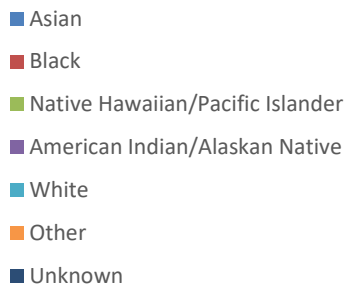 Asian
Black
Native Hawaiian/Pacific Islander
American Indian/Alaskan Native
White
Other
Unknown